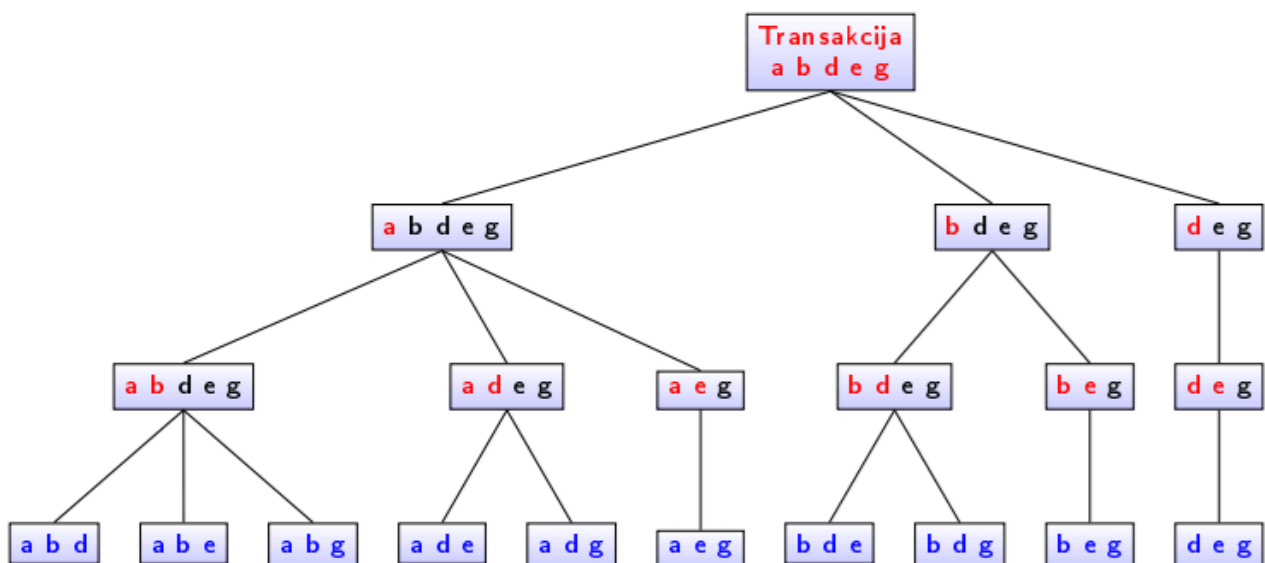 Transakcija
a b d e g
a b d e g
b d e g
d e g
a b d e g
a d e g
a e g
b d e g
b e g
d e g
a b d
a b e
a b g
a d e
a d g
a e g
b d e
b d g
b e g
d e g